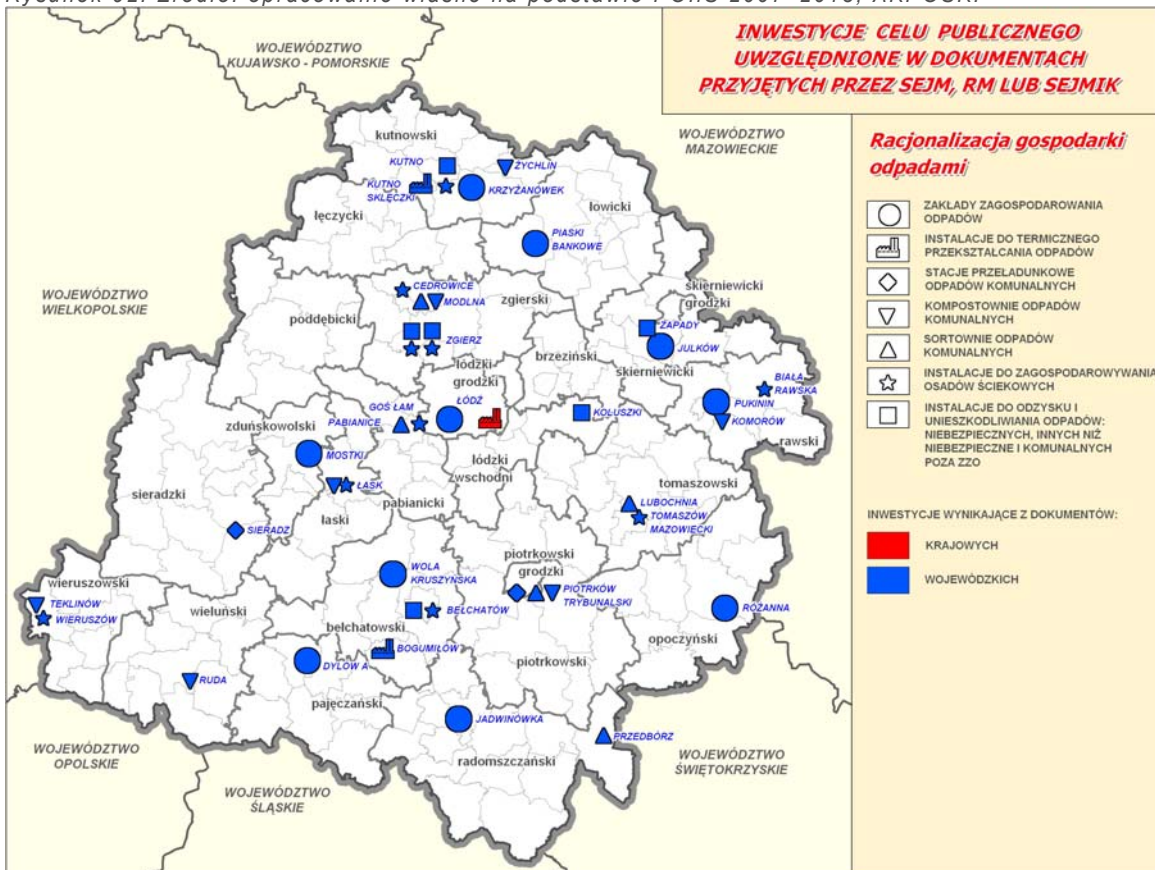 INWESTYCJE CELU PUBLICZNEGO
UWZGLĘDNIONE W DOKUMENTACH
PRZYJĘTYCH PRZEZ SEJM, RM LUB SEJMIK
Racjonalizacja gospodarki
odpadami
ZAKŁADY ZAGOSPODAROWANIA
ODPADÓW
INSTALACJE DO TERMICZNEGO
PRZEKSZTAŁCANIA ODPADÓW
STACJE PRZEŁADUNKOWE
ODPADÓW KOMUNALNYCH
KOMPOSTOWNIE ODPADÓW
KOMUNALNYCH
SORTOWNIE ODPADÓW
KOMUNALNYCH
INSTALACJE DO ZAGOSPODAROWYWANIA
OSADÓW ŚCIEKOWYCH
INSTALACJE DO ODZYSKU I
UNIESZKODLIWIANIA ODPADÓW:
NIEBEZPIECZNYCH, INNYCH NIŻ
NIEBEZPIECZNE I KOMUNALNYCH
POZA ZZO
INWESTYCJE WYNIKAJĄCE Z DOKUMENTÓW:
KRAJOWYCH
WOJEWÓDZKICH
WOJEWÓDZTWO
KUJAWSKO - POMORSKIE
WOJEWÓDZTWO
MAZOWIECKIE
WOJEWÓDZTWO
WIELKOPOLSKIE
WOJEWÓDZTWO
OPOLSKIE
WOJEWÓDZTWO
ŚLĄSKIE
WOJEWÓDZTWO
ŚWIĘTOKRZYSKIE
kutnowski
KUTNO
ŻYCHLIN
KUTNO
SKLĘCZKI
KRZYŻANÓWEK
łęczycki
łowicki
PIASKI
BANKOWE
CEDROWICE
MODLNA
zgierski
poddębicki
ZGIERZ
skierniewicki
grodzki
ZAPADY
JULKÓW
brzeziński
skierniewicki
łódzki
grodzki
ŁÓDŹ
GOŚ ŁAM
PABIANICE
KOLUSZKI
BIAŁA
RAWSKA
PUKININ
KOMORÓW
rawski
zduńskowolski
MOSTKI
ŁASK
łódzki
wschodni
pabianicki
łaski
sieradzki
SIERADZ
tomaszowski
LUBOCHNIA
TOMASZÓW
MAZOWIECKI
piotrkowski
grodzki
PIOTRKÓW
TRYBUNALSKI
WOLA
KRUSZYŃSKA
BEŁCHATÓW
bełchatowski
BOGUMIŁÓW
wieruszowski
TEKLINÓW
WIERUSZÓW
wieluński
RUDA
DYLÓW A
pajęczański
RÓŻANNA
opoczyński
piotrkowski
JADWINÓWKA
radomszczański
PRZEDBÓRZ